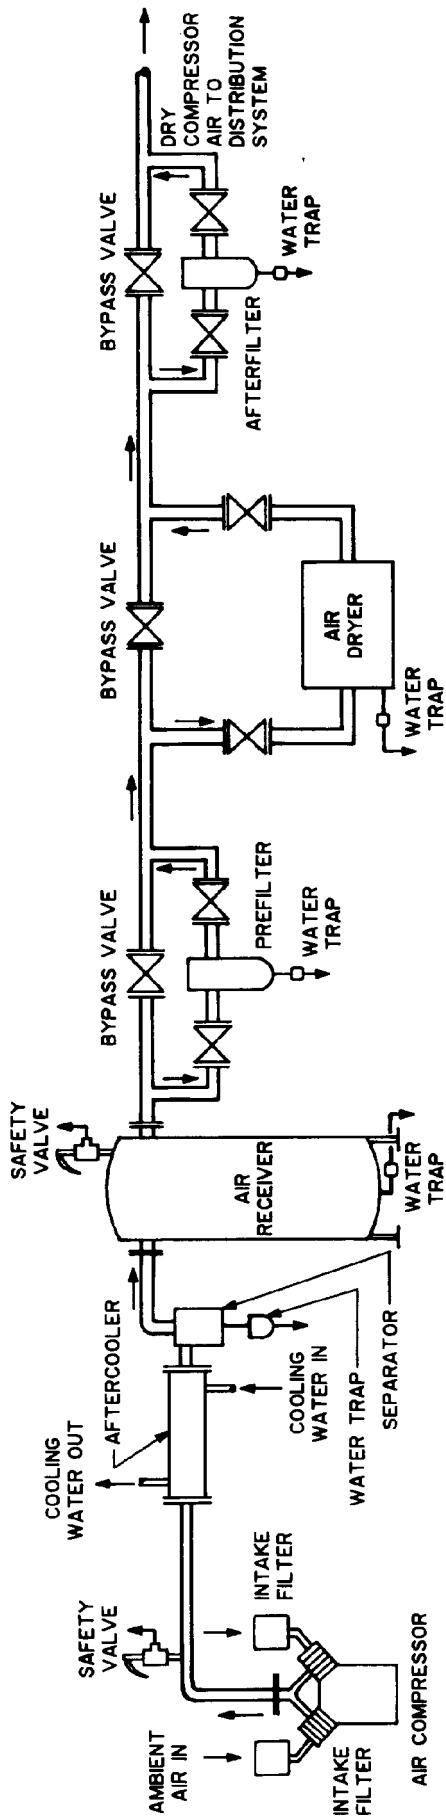 AMBIENT
AIR IN
INTAKE
FILTER
AIR COMPRESSOR
INTAKE
FILTER
SAFETY
VALVE
COOLING
WATER OUT
AFTERCOOLER
COOLING
WATER IN
WATER TRAP
SEPARATOR
SAFETY
VALVE
AIR
RECEIVER
WATER
TRAP
BYPASS VALVE
PREFILTER
WATER
TRAP
BYPASS VALVE
AIR
DRYER
WATER
TRAP
BYPASS VALVE
AFTERFILTER
WATER
TRAP
DRY
COMPRESSOR
AIR TO
DISTRIBUTION
SYSTEM